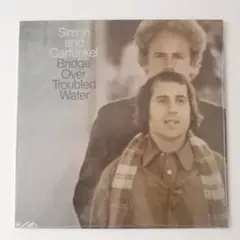 Simon
and
Garfunkel
Bridge
Over
Troubled
Water